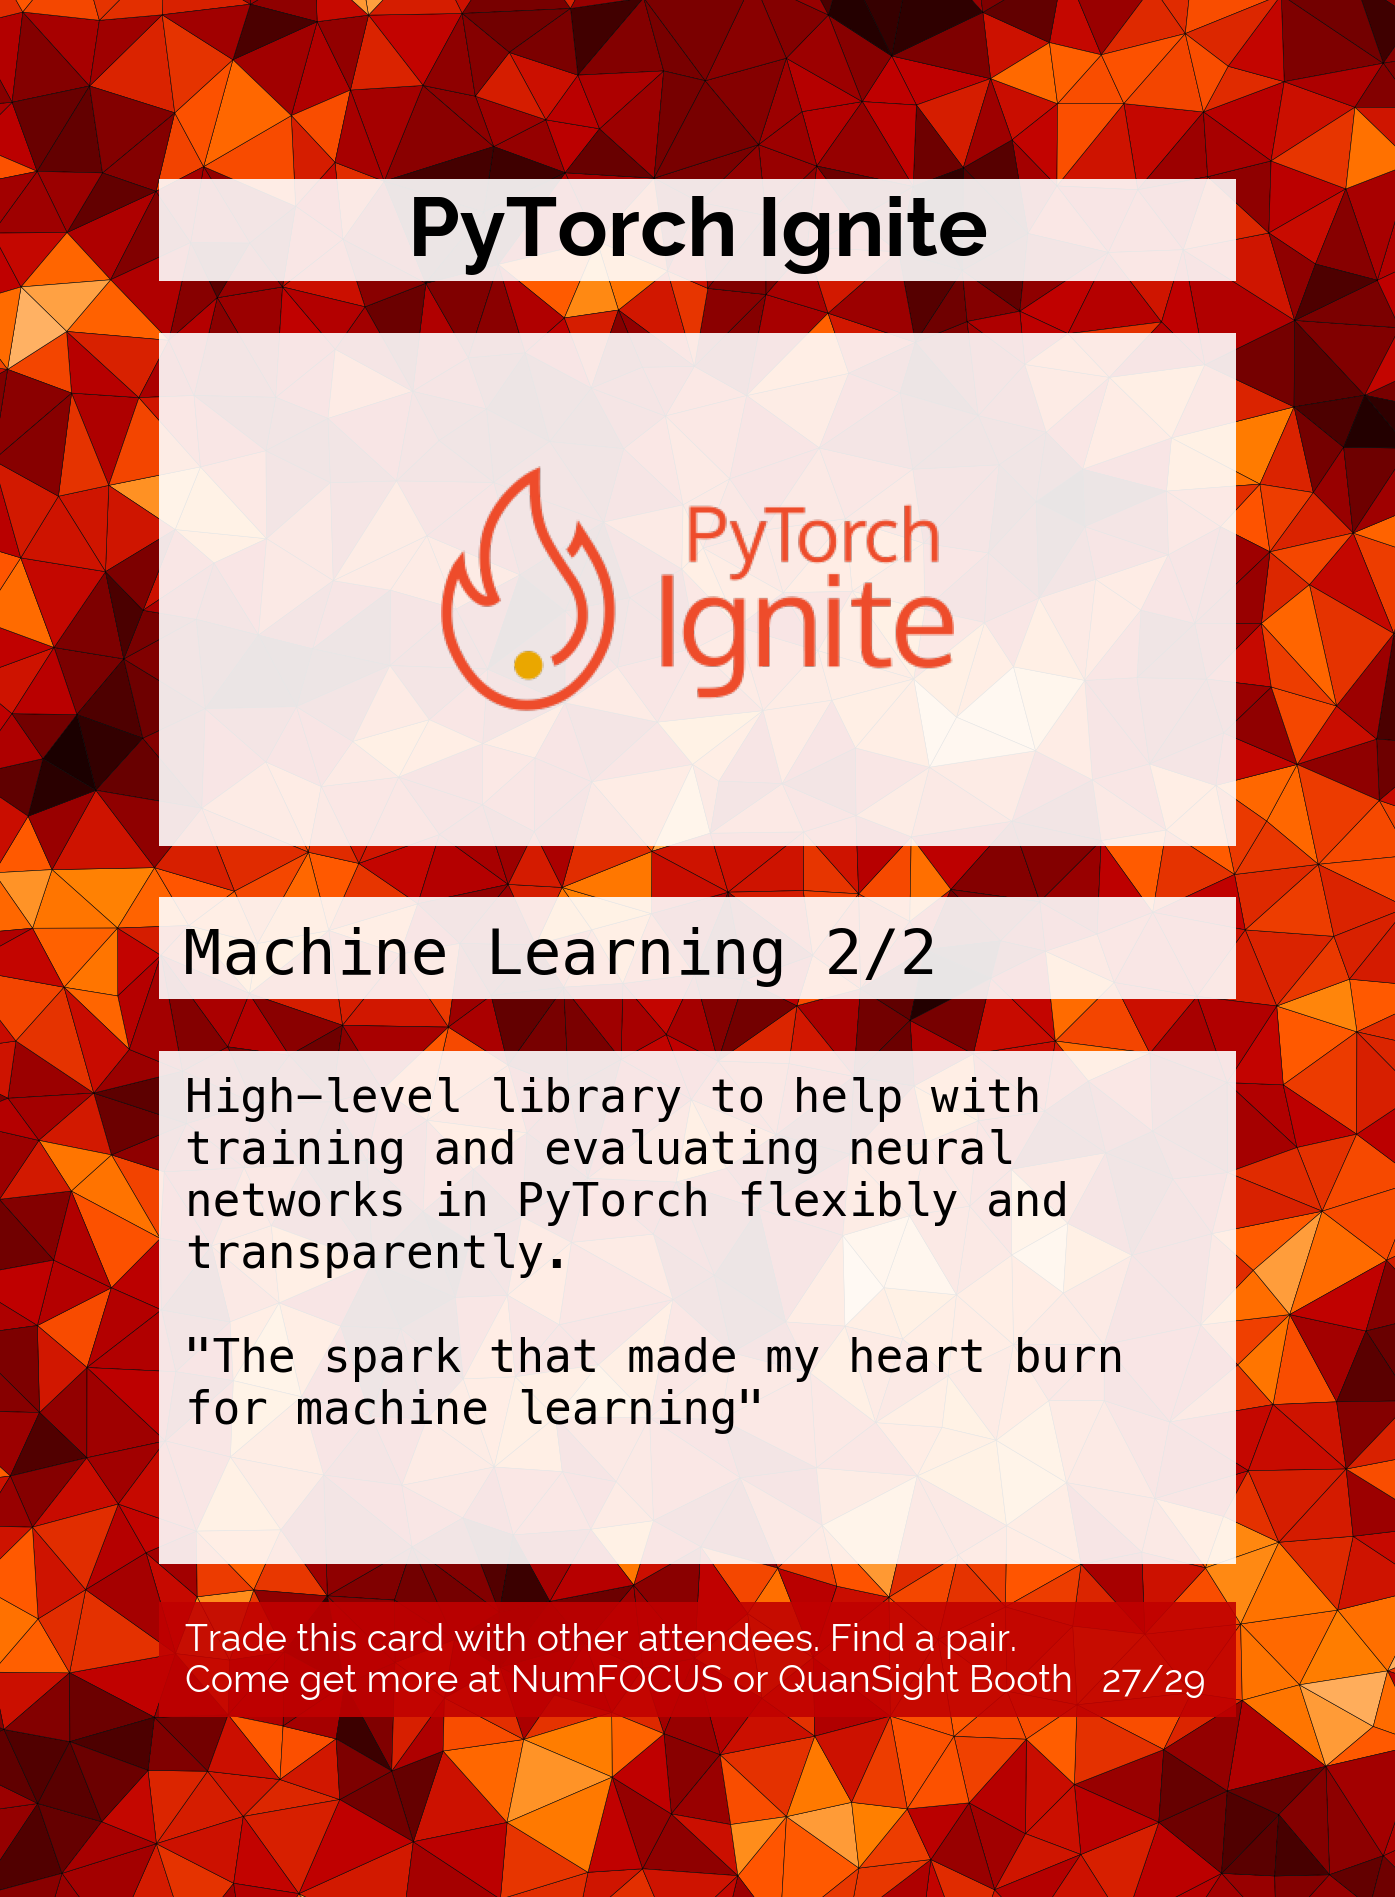 PyTorch Ignite
PyTorch
Ignite
Machine Learning 2/2
High-level library to help with
training and evaluating neural
networks in PyTorch flexibly and
transparently.
"The spark that made my heart burn
for machine learning"
Trade this card with other attendees. Find a pair.
Come get more at NumFOCUS or QuanSight Booth 27/29